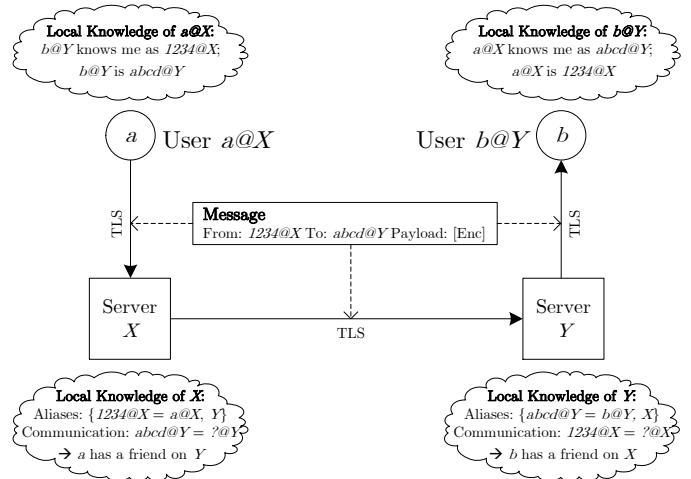 Local Knowledge of a@X:
b@Y knows me as 1234@X;
b@Y is abcd@Y
Local Knowledge of b@Y:
a@X knows me as abcd@Y;
a@X is 1234@X
a
User a@X
User b@Y
b
TLS
Message
From: 1234@X To: abcd@Y Payload: [Enc]
TLS
Server
X
TLS
Server
Y
Local Knowledge of X:
Aliases: {1234@X = a@X, Y}
Communication: abcd@Y = ?@Y
→ a has a friend on Y
Local Knowledge of Y:
Aliases: {abcd@Y = b@Y, X}
Communication: 1234@X = ?@X
→ b has a friend on X